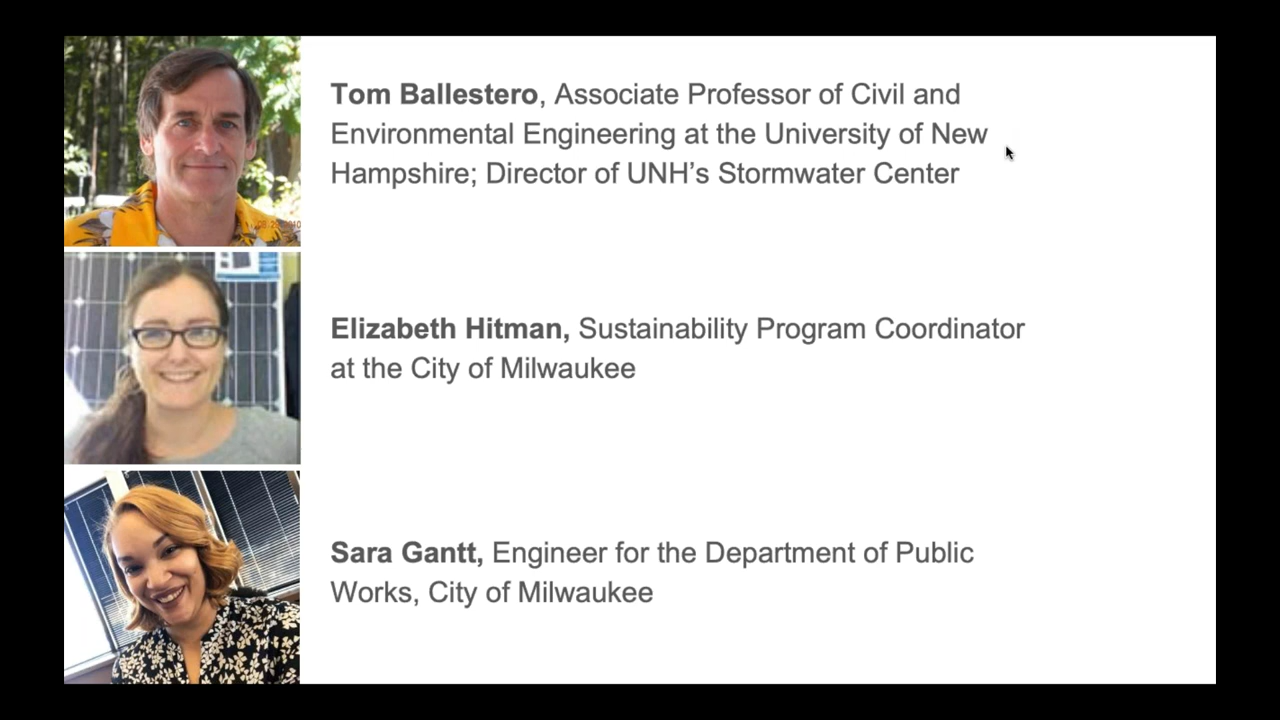 Tom Ballestero, Associate Professor of Civil and
Environmental Engineering at the University of New
Hampshire; Director of UNH’s Stormwater Center
Elizabeth Hitman, Sustainability Program Coordinator
at the City of Milwaukee
Sara Gantt, Engineer for the Department of Public
Works, City of Milwaukee